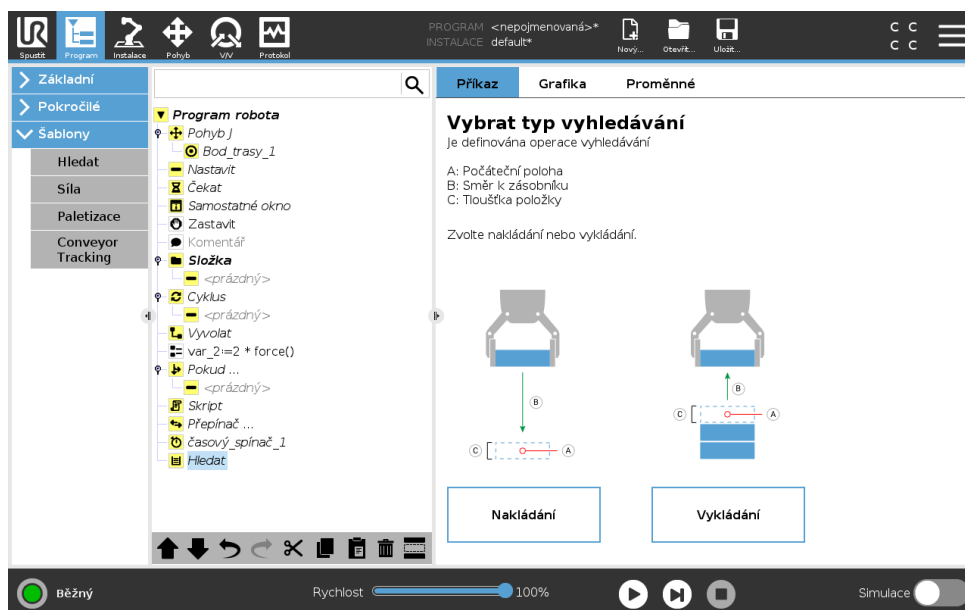 PROGRAM <nepojmenovaná>*
INSTALACE default*
Spustit
Program
Instalace
Pohyb
V/V
Protokol
Nový...
Otevřít...
Uložit...
C C
C C
Základní
Pokročilé
Šablony
Hledat
Síla
Paletizace
Conveyor
Tracking
Program robota
Pohyb J
Bod_trasy_1
Nastavit
Čekat
Samostatné okno
Zastavit
Komentář
Složka
<prázdný>
Cyklus
<prázdný>
Vyvolat
var_2:=2 * force()
Pokud ...
<prázdný>
Skript
Přepínač ...
časový_spínač_1
Hledat
Příkaz
Grafika
Proměnné
Vybrat typ vyhledávání
Je definována operace vyhledávání
A: Počáteční poloha
B: Směr k zásobníku
C: Tloušťka položky
Zvolte nakládání nebo vykládání.
B
C
A
B
C
A
Nakládání
Vykládání
Běžný
Rychlost
100%
Simulace